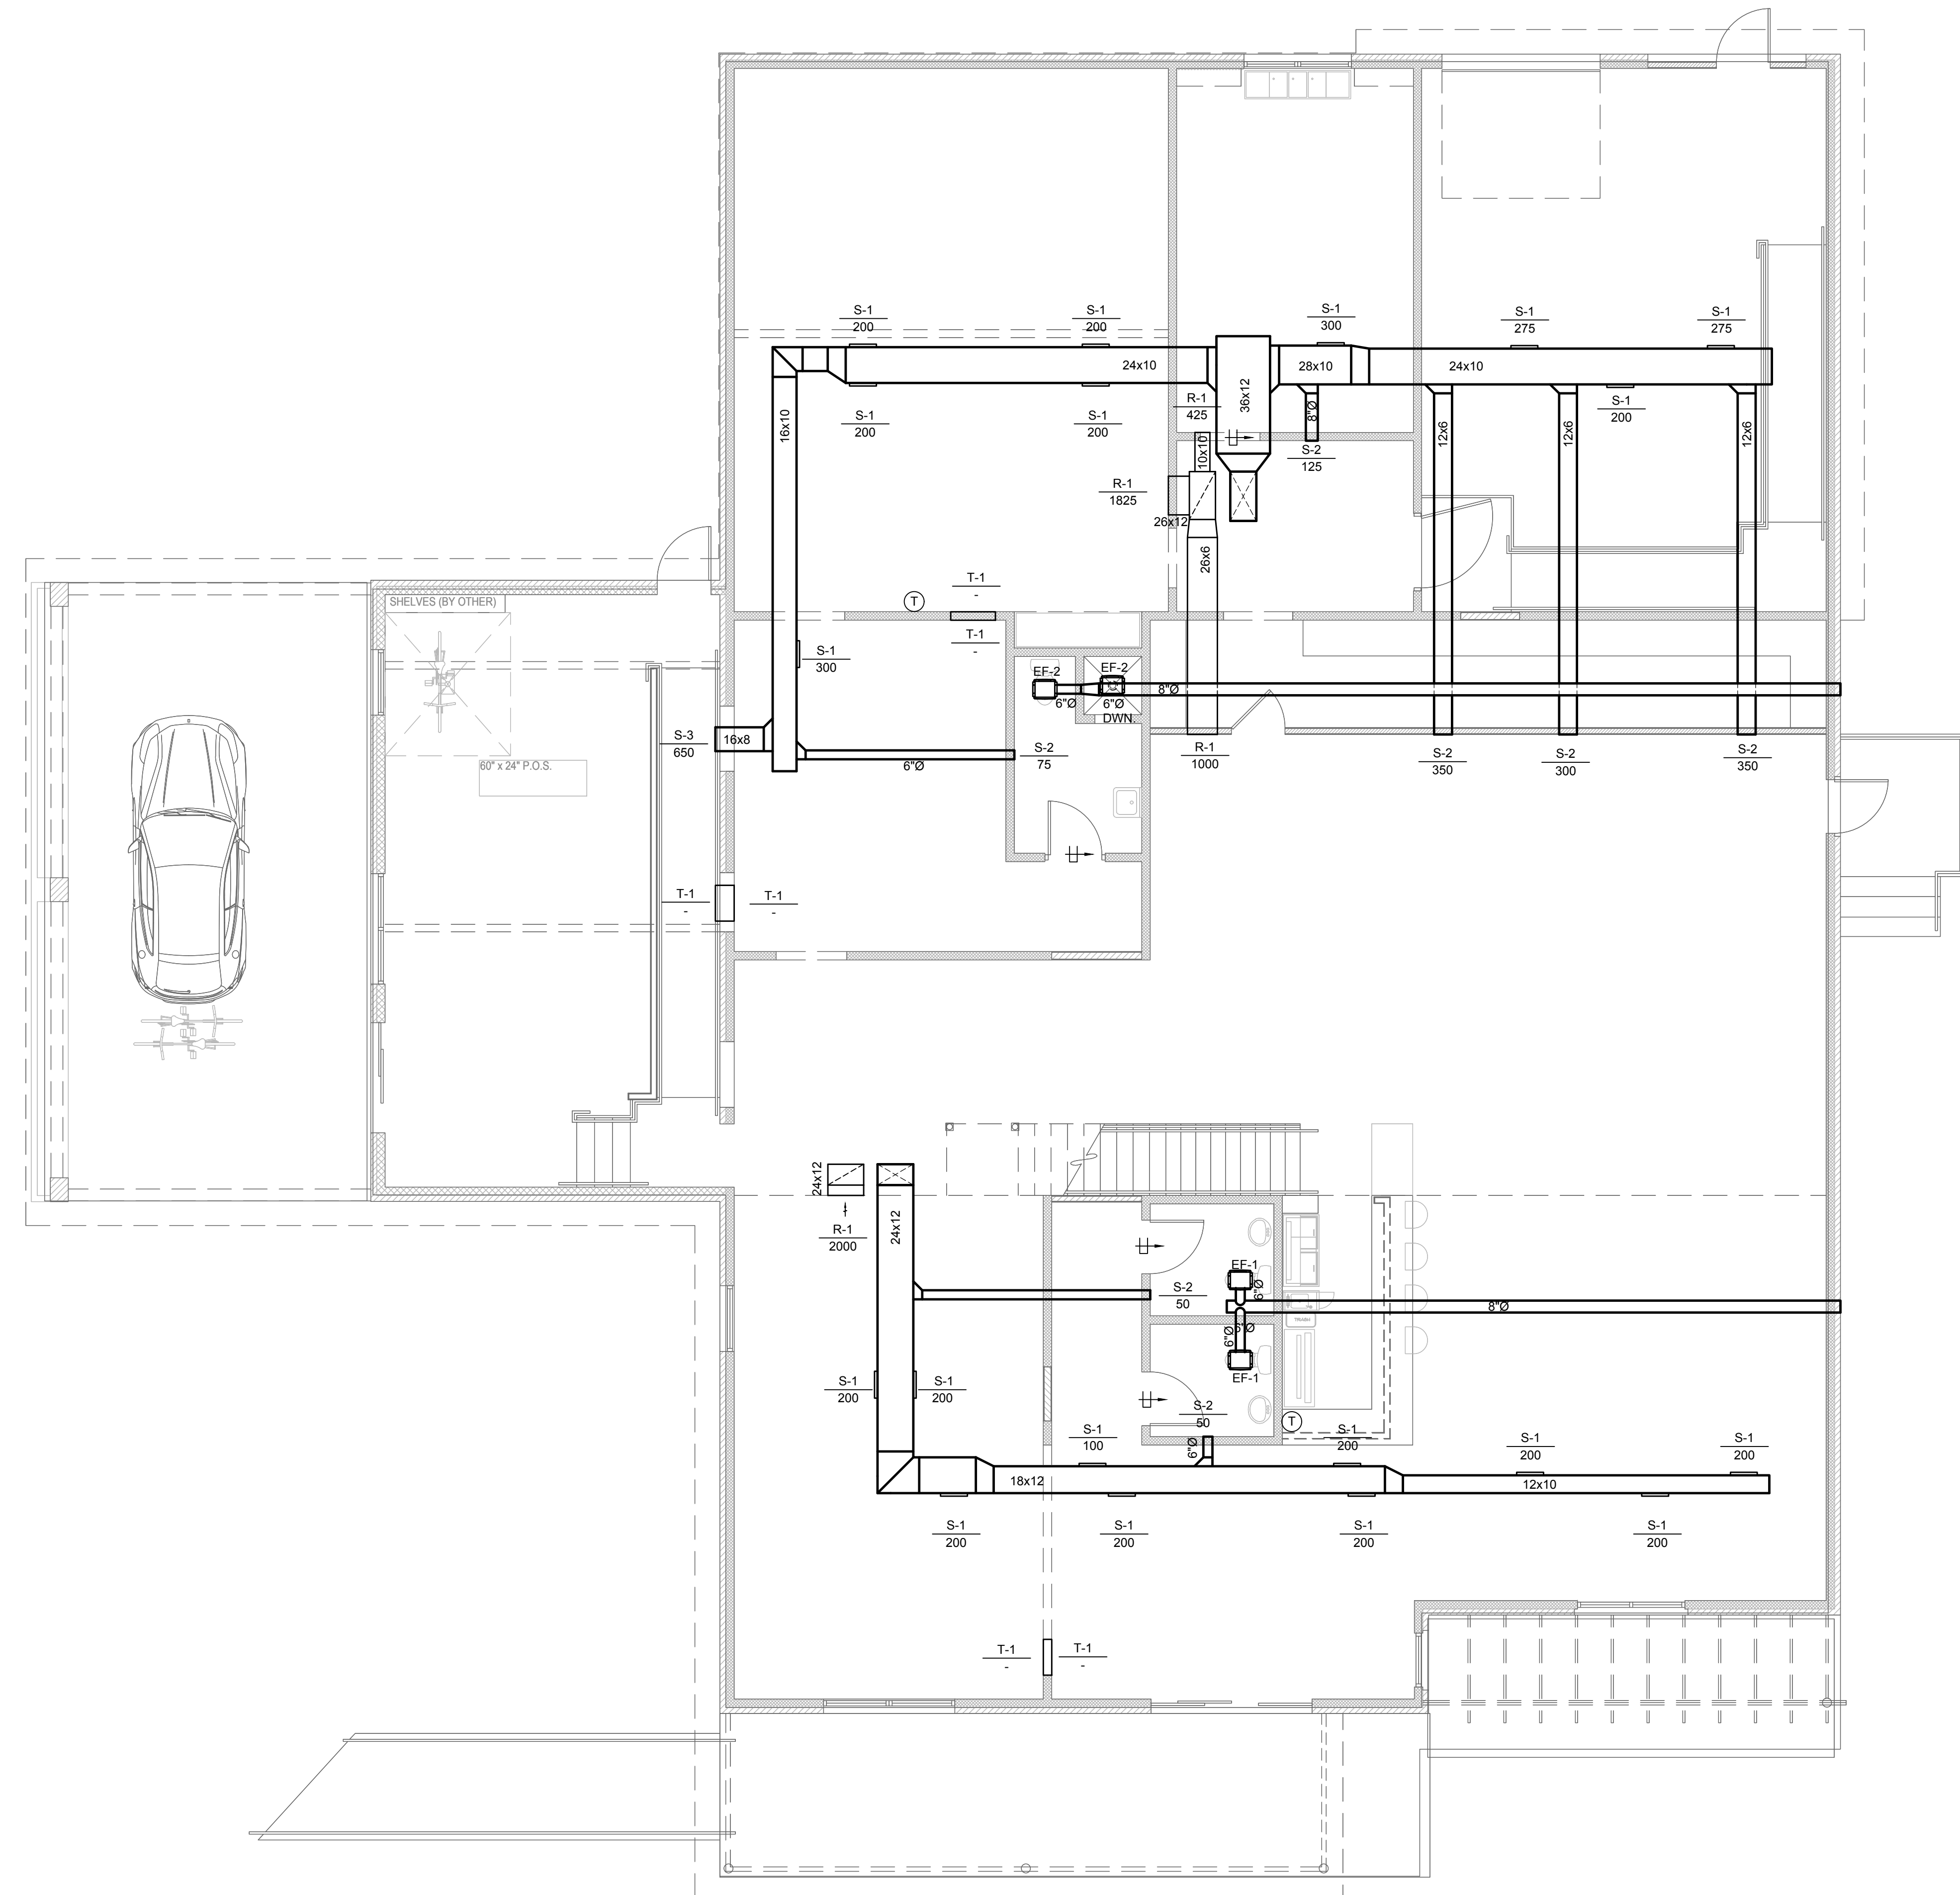 S-1
200
S-1
200
S-1
300
S-1
275
S-1
275
24x10
28x10
24x10
36x12
R-1
425
S-1
200
S-1
200
S-1
200
16x10
8"Ø
12x6
12x6
12x6
10x10
S-2
125
R-1
1825
26x12
26x6
T-1
-
T
SHELVES (BY OTHER)
T-1
-
S-1
300
EF-2
EF-2
6"Ø
6"Ø
DWN.
8"Ø
S-3
650
16x8
S-2
75
6"Ø
60" x 24" P.O.S.
R-1
1000
S-2
350
S-2
300
S-2
350
T-1
-
T-1
-
24x12
R-1
2000
24x12
EF-1
6"Ø
S-2
50
8"Ø
TRASH
6"Ø
6"Ø
EF-1
S-1
200
S-1
200
S-2
50
T
S-1
100
6"Ø
S-1
200
S-1
200
S-1
200
18x12
12x10
S-1
200
S-1
200
S-1
200
S-1
200
T-1
-
T-1
-